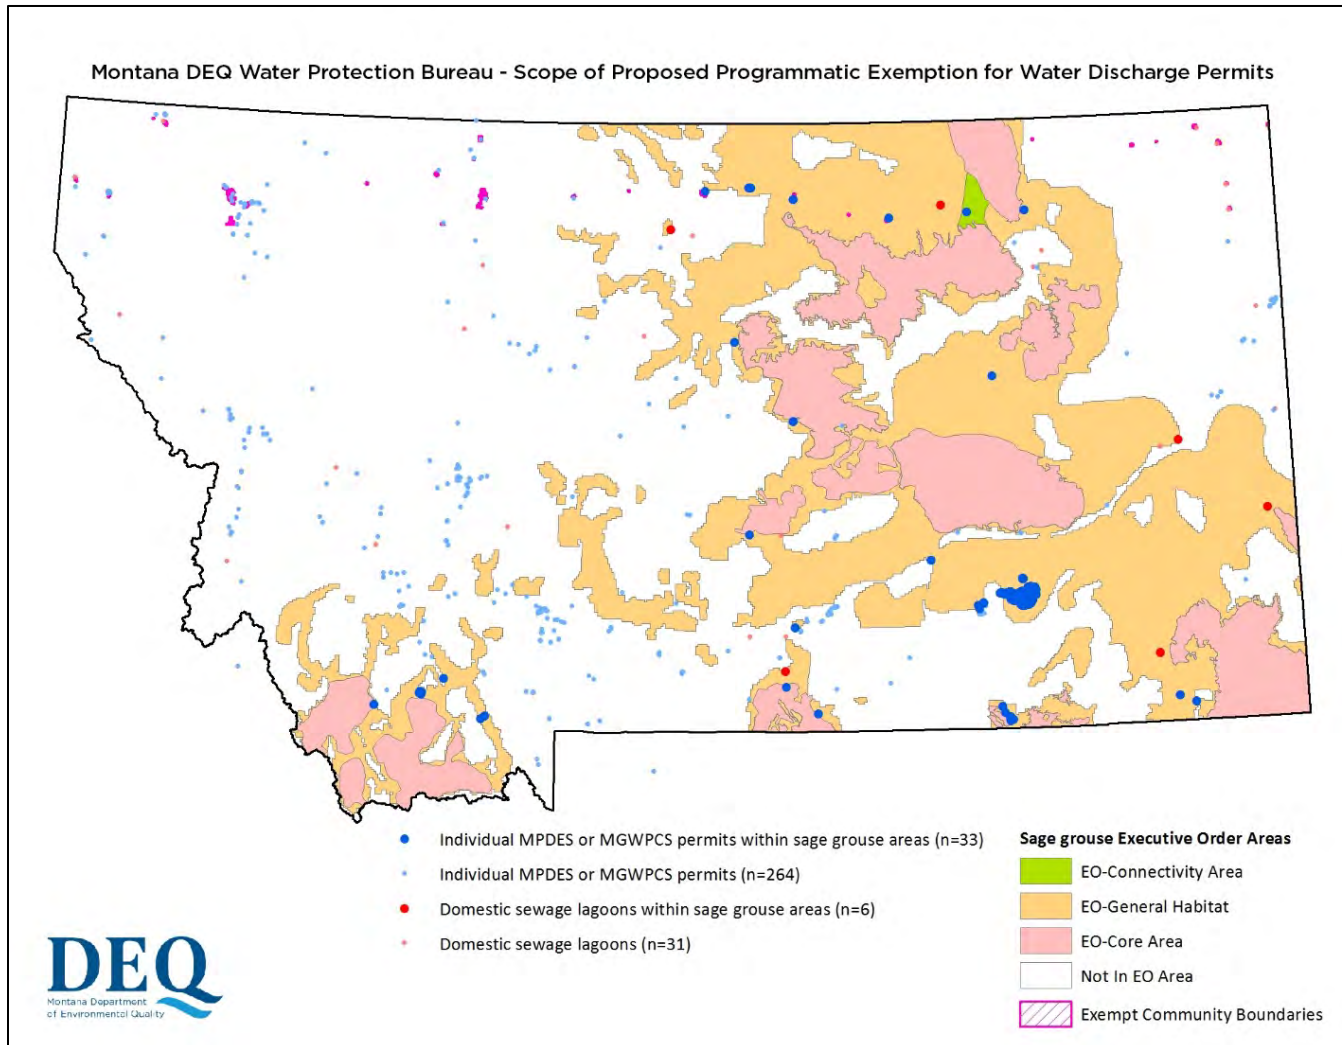 Montana DEQ Water Protection Bureau - Scope of Proposed Programmatic Exemption for Water Discharge Permits
Individual MPDES or MGWPCS permits within sage grouse areas (n=33)
Individual MPDES or MGWPCS permits (n=264)
Domestic sewage lagoons within sage grouse areas (n=6)
Domestic sewage lagoons (n=31)
Sage grouse Executive Order Areas
EO-Connectivity Area
EO-General Habitat
EO-Core Area
Not In EO Area
Exempt Community Boundaries
DEQ
Montana Department
of Environmental Quality